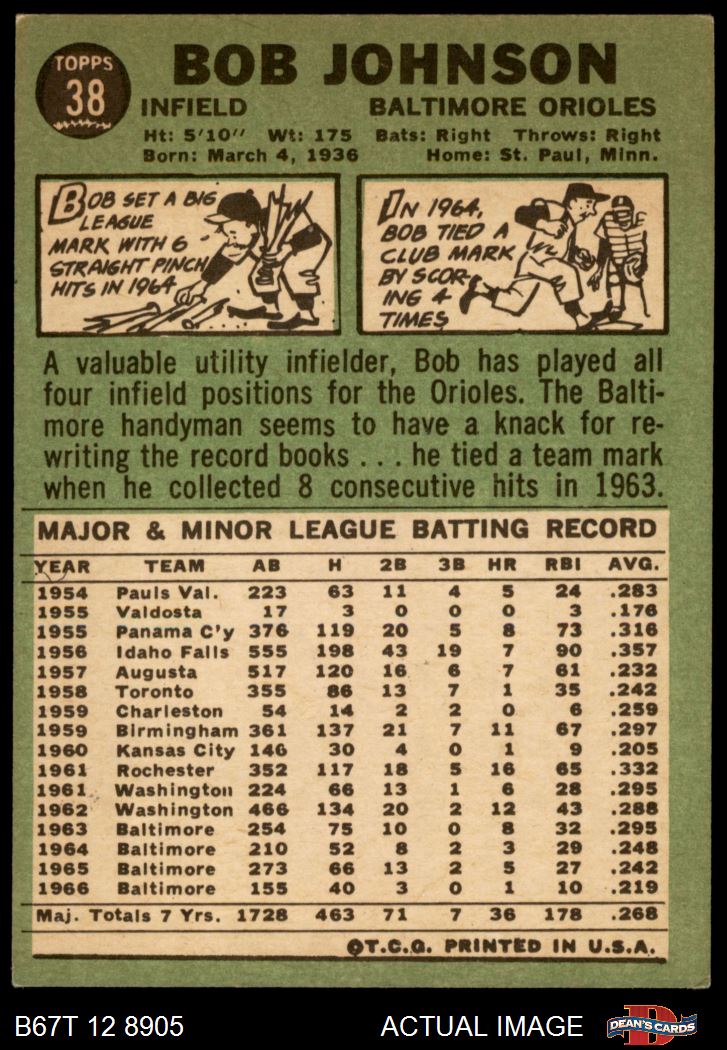 TOPPS
38
BOB JOHNSON
INFIELD BALTIMORE ORIOLES
Ht: 5'10" Wt: 175 Bats: Right Throws: Right
Born: March 4, 1936 Home: St. Paul, Minn.
BOB SET A BIG
LEAGUE
MARK WITH 6
STRAIGHT PINCH
HITS IN 1964
IN 1964,
BOB TIED A
CLUB MARK
BY SCOR-
ING 4
TIMES
A valuable utility infielder, Bob has played all
four infield positions for the Orioles. The Balti-
more handyman seems to have a knack for re-
writing the record books . . . he tied a team mark
when he collected 8 consecutive hits in 1963.
MAJOR & MINOR LEAGUE BATTING RECORD
YEAR TEAM AB H 2B 3B HR RBI AVG.
1954 Pauls Val. 223 63 11 4 5 24 .283
1955 Valdosta 17 3 0 0 0 3 .176
1955 Panama C'y 376 119 20 5 8 73 .316
1956 Idaho Falls 555 198 43 19 7 90 .357
1957 Augusta 517 120 16 6 7 61 .232
1958 Toronto 355 86 13 7 1 35 .242
1959 Charleston 54 14 2 2 0 6 .259
1959 Birmingham 361 137 21 7 11 67 .297
1960 Kansas City 146 30 4 0 1 9 .205
1961 Rochester 352 117 18 5 16 65 .332
1961 Washington 224 66 13 1 6 28 .295
1962 Washington 466 134 20 2 12 43 .288
1963 Baltimore 254 75 10 0 8 32 .295
1964 Baltimore 210 52 8 2 3 29 .248
1965 Baltimore 273 66 13 2 5 27 .242
1966 Baltimore 155 40 3 0 1 10 .219
Maj. Totals 7 Yrs. 1728 463 71 7 36 178 .268
©T.C.G. PRINTED IN U.S.A.
B67T 12 8905 ACTUAL IMAGE
D
DEAN'S CARDS